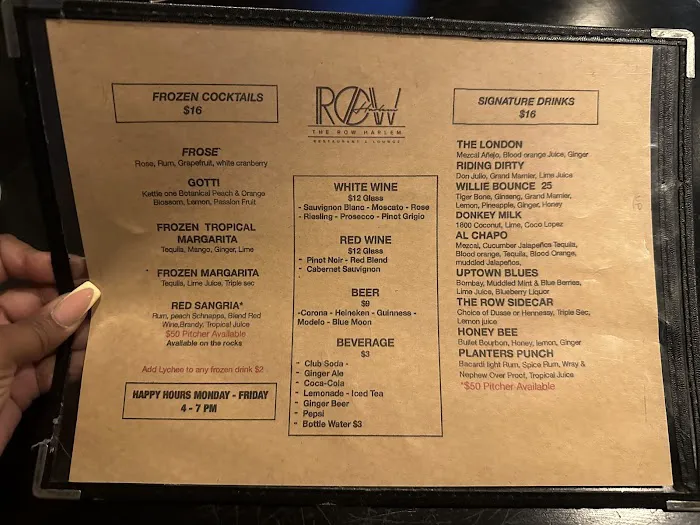 FROZEN COCKTAILS
$16
FROSE`
Rose, Rum, Grapefruit, white cranberry
GOTTI
Kettle one Botanical Peach & Orange
Blossom, Lemon, Passion Fruit
FROZEN TROPICAL
MARGARITA
Tequila, Mango, Ginger, Lime
FROZEN MARGARITA
Tequila, Lime Juice, Triple sec
RED SANGRIA*
Rum, peach Schnapps, Blend Red
Wine,Brandy, Tropical Juice
$50 Pitcher Available
Available on the rocks
Add Lychee to any frozen drink $2
HAPPY HOURS MONDAY - FRIDAY
4 - 7 PM
ROW
Harlem
THE ROW HARLEM
RESTAURANT & LOUNGE
WHITE WINE
$12 Glass
- Sauvignon Blanc - Moscato - Rose
- Riesling - Prosecco - Pinot Grigio
RED WINE
$12 Glass
- Pinot Noir - Red Blend
- Cabernet Sauvignon
BEER
$9
-Corona - Heineken - Guinness -
Modelo - Blue Moon
BEVERAGE
$3
- Club Soda -
- Ginger Ale
- Coca-Cola
- Lemonade - Iced Tea
- Ginger Beer
- Pepsi
- Bottle Water $3
SIGNATURE DRINKS
$16
THE LONDON
Mezcal Añejo, Blood orange Juice, Ginger
RIDING DIRTY
Don Julio, Grand Marnier, Lime Juice
WILLIE BOUNCE 25
Tiger Bone, Ginseng, Grand Marnier,
Lemon, Pineapple, Ginger, Honey
DONKEY MILK
1800 Coconut, Lime, Coco Lopez
AL CHAPO
Mezcal, Cucumber Jalapeños Tequila,
Blood orange, Tequila, Blood Orange,
muddled Jalapeños,
UPTOWN BLUES
Bombay, Muddled Mint & Blue Berries,
Lime Juice, Blueberry Liquor
THE ROW SIDECAR
Choice of Dusse or Hennessy, Triple Sec,
Lemon juice
HONEY BEE
Bullet Bourbon, Honey, lemon, Ginger
PLANTERS PUNCH
Bacardi light Rum, Spice Rum, Wray &
Nephew Over Proof, Tropical Juice
*$50 Pitcher Available